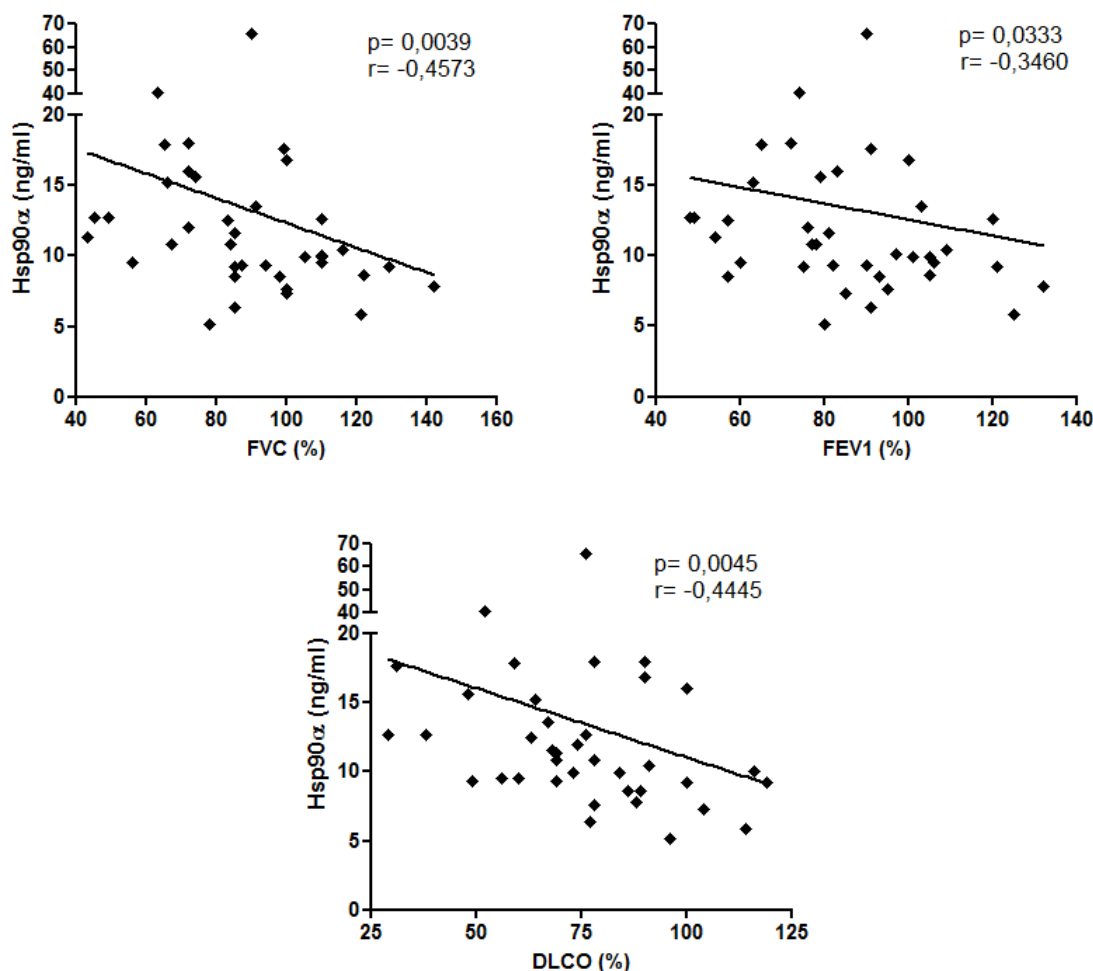 p= 0,0039
r= -0,4573
70
60
50
40
20
15
10
5
0
Hsp90α (ng/ml)
40 60 80 100 120 140 160
FVC (%)
p= 0,0333
r= -0,3460
70
60
50
40
20
15
10
5
0
Hsp90α (ng/ml)
40 60 80 100 120 140
FEV1 (%)
p= 0,0045
r= -0,4445
70
60
50
40
20
15
10
5
0
Hsp90α (ng/ml)
25 50 75 100 125
DLCO (%)